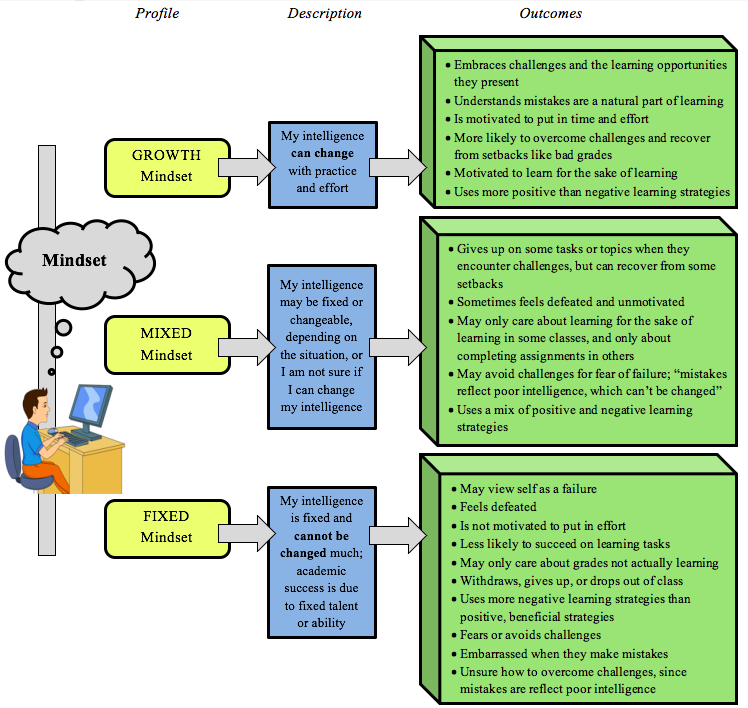 Profile
Description
Outcomes
Mindset
GROWTH
Mindset
My intelligence
can change
with practice
and effort
• Embraces challenges and the learning opportunities
they present
• Understands mistakes are a natural part of learning
• Is motivated to put in time and effort
• More likely to overcome challenges and recover
from setbacks like bad grades
• Motivated to learn for the sake of learning
• Uses more positive than negative learning strategies
MIXED
Mindset
My intelligence
may be fixed or
changeable,
depending on
the situation, or
I am not sure if
I can change
my intelligence
• Gives up on some tasks or topics when they
encounter challenges, but can recover from some
setbacks
• Sometimes feels defeated and unmotivated
• May only care about learning for the sake of
learning in some classes, and only about
completing assignments in others
• May avoid challenges for fear of failure; “mistakes
reflect poor intelligence, which can’t be changed”
• Uses a mix of positive and negative learning
strategies
FIXED
Mindset
My intelligence
is fixed and
cannot be
changed much;
academic
success is due
to fixed talent
or ability
• May view self as a failure
• Feels defeated
• Is not motivated to put in effort
• Less likely to succeed on learning tasks
• May only care about grades not actually learning
• Withdraws, gives up, or drops out of class
• Uses more negative learning strategies than
positive, beneficial strategies
• Fears or avoids challenges
• Embarrassed when they make mistakes
• Unsure how to overcome challenges, since
mistakes are reflect poor intelligence